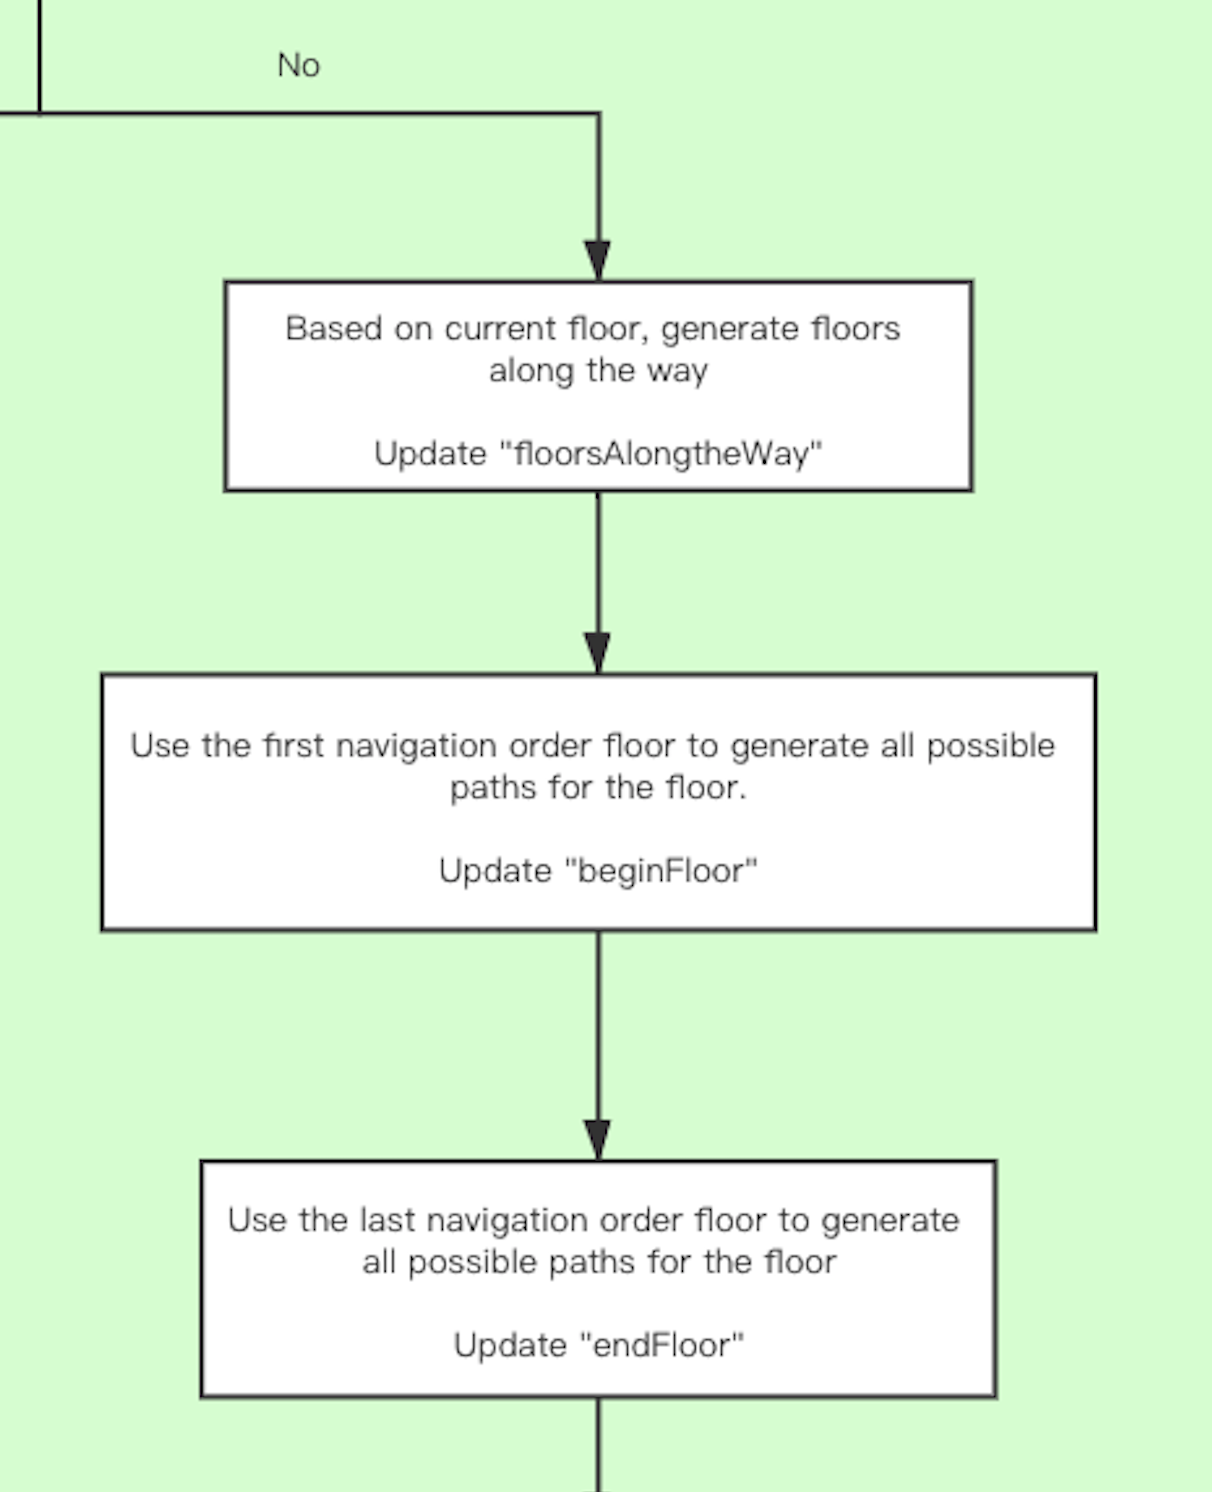 No
Based on current floor, generate floors
along the way
Update "floorsAlongtheWay"
Use the first navigation order floor to generate all possible
paths for the floor.
Update "beginFloor"
Use the last navigation order floor to generate
all possible paths for the floor
Update "endFloor"